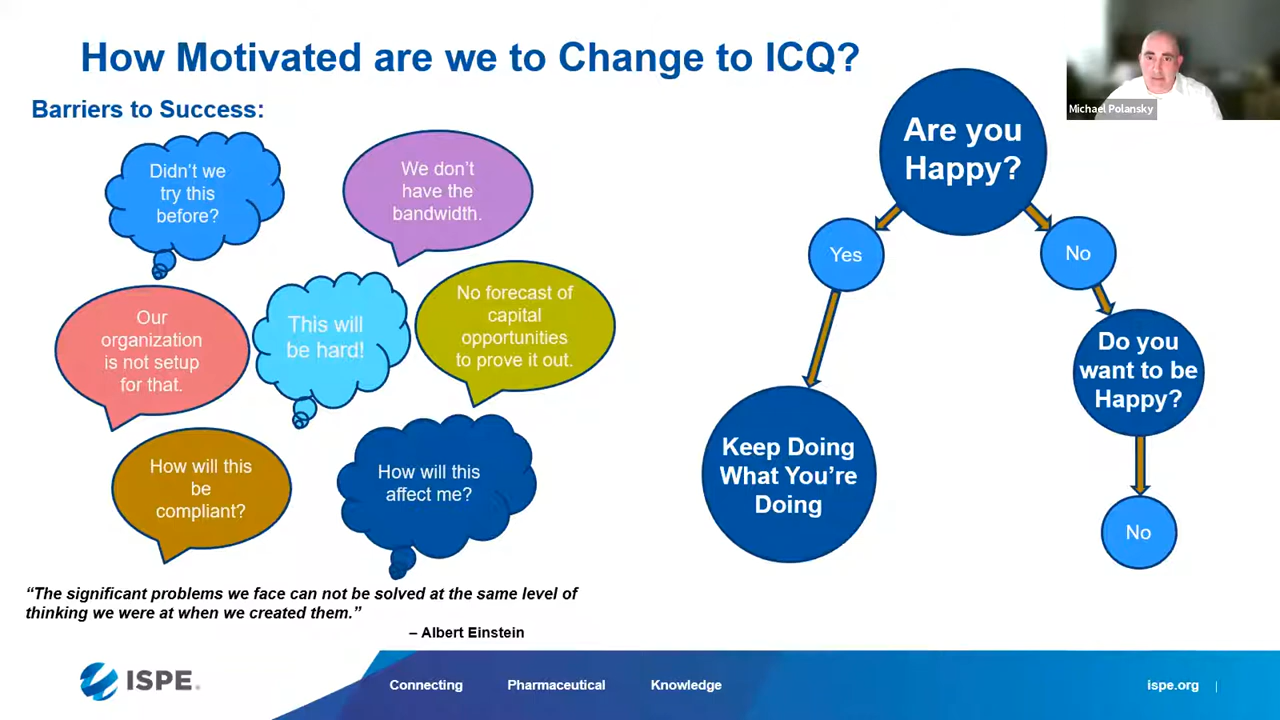 How Motivated are we to Change to ICQ?
Michael Polansky
Barriers to Success:
Didn't we
try this
before?
We don't
have the
bandwidth.
Our
organization
is not setup
for that.
This will
be hard!
No forecast of
capital
opportunities
to prove it out.
How will this
be
compliant?
How will this
affect me?
Are you
Happy?
Yes
No
Keep Doing
What You're
Doing
Do you
want to be
Happy?
No
“The significant problems we face can not be solved at the same level of
thinking we were at when we created them.”
– Albert Einstein
ISPE.
Connecting
Pharmaceutical
Knowledge
ispe.org |